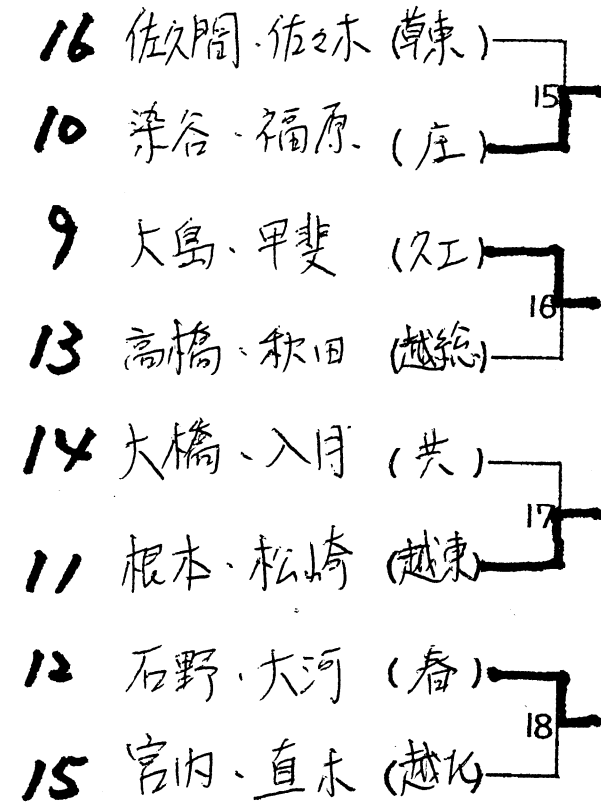 16 佐久間・佐々木 (草東)
15
10 染谷・福原 (庄)
9 大島・甲斐 (久工)
16
13 高橋・秋田 (越総)
14 大橋・入月 (共)
17
11 根本・松崎 (越東)
12 石野・大河 (春)
18
15 宮内・直木 (越北)